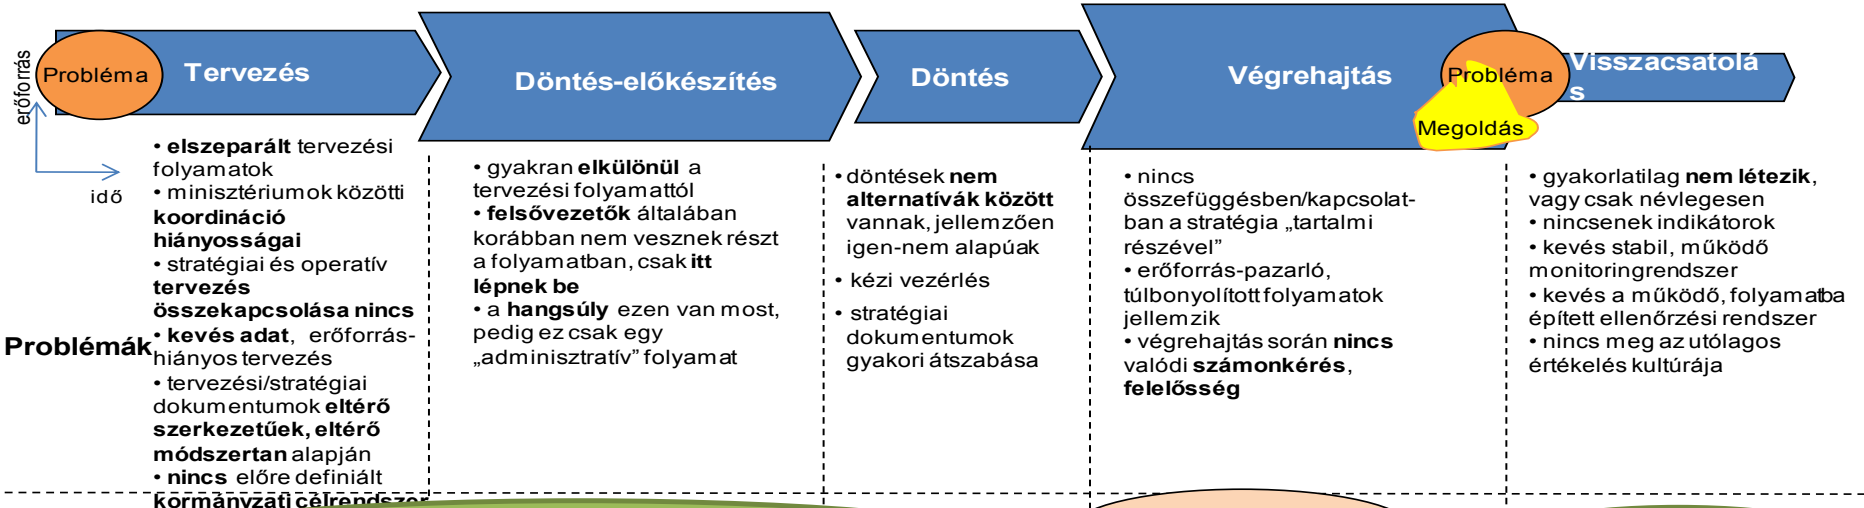 erőforrás
idő
Probléma
Tervezés
Döntés-előkészítés
Döntés
Végrehajtás
Probléma
Megoldás
Visszacsatolá
s
Problémák
• elszeparált tervezési
folyamatok
• minisztériumok közötti
koordináció
hiányosságai
• stratégiai és operatív
tervezés
összekapcsolása nincs
• kevés adat, erőforrás-
hiányos tervezés
• tervezési/stratégiai
dokumentumok eltérő
szerkezetűek, eltérő
módszertan alapján
• nincs előre definiált
kormányzati célrendszer
• gyakran elkülönül a
tervezési folyamattól
• felsővezetők általában
korábban nem vesznek részt
a folyamatban, csak itt
lépnek be
• a hangsúly ezen van most,
pedig ez csak egy
„adminisztratív” folyamat
• döntések nem
alternatívák között
vannak, jellemzően
igen-nem alapúak
• kézi vezérlés
• stratégiai
dokumentumok
gyakori átszabása
• nincs
összefüggésben/kapcsolat-
ban a stratégia „tartalmi
részével”
• erőforrás-pazarló,
túlbonyolított folyamatok
jellemzik
• végrehajtás során nincs
valódi számonkérés,
felelősség
• gyakorlatilag nem létezik,
vagy csak névlegesen
• nincsenek indikátorok
• kevés stabil, működő
monitoringrendszer
• kevés a működő, folyamatba
épített ellenőrzési rendszer
• nincs meg az utólagos
értékelés kultúrája